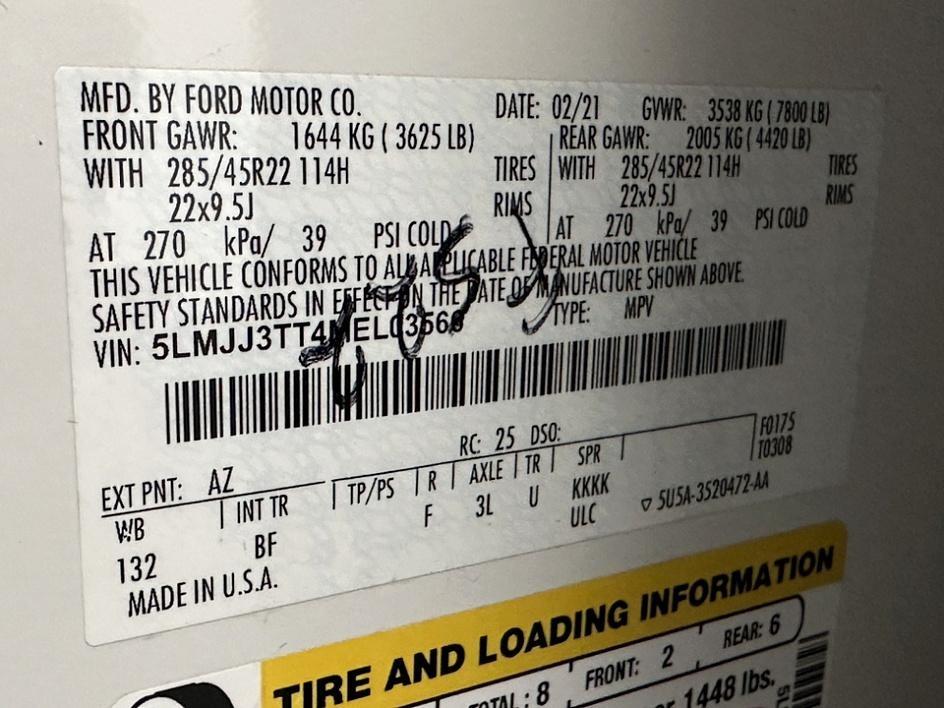 MFD. BY FORD MOTOR CO. DATE: 02/21 GVWR: 3538 KG ( 7800 LB)
FRONT GAWR: 1644 KG ( 3625 LB) REAR GAWR: 2005 KG ( 4420 LB)
WITH 285/45R22 114H TIRES WITH 285/45R22 114H TIRES
22x9.5J RIMS 22x9.5J RIMS
AT 270 kPa/ 39 PSI COLD AT 270 kPa/ 39 PSI COLD
THIS VEHICLE CONFORMS TO ALL APPLICABLE FEDERAL MOTOR VEHICLE
SAFETY STANDARDS IN EFFECT ON THE DATE OF MANUFACTURE SHOWN ABOVE.
VIN: 5LMJJ3TT4MEL03568 TYPE: MPV
RC: 25 DSO: F0175
EXT PNT: AZ T0308
WB INT TR TP/PS R AXLE TR SPR
132 BF F 3L U KKKK
ULC ▽ 5U5A-3520472-AA
MADE IN U.S.A.
TIRE AND LOADING INFORMATION
TOTAL: 8 FRONT: 2 REAR: 6
or 1448 lbs.